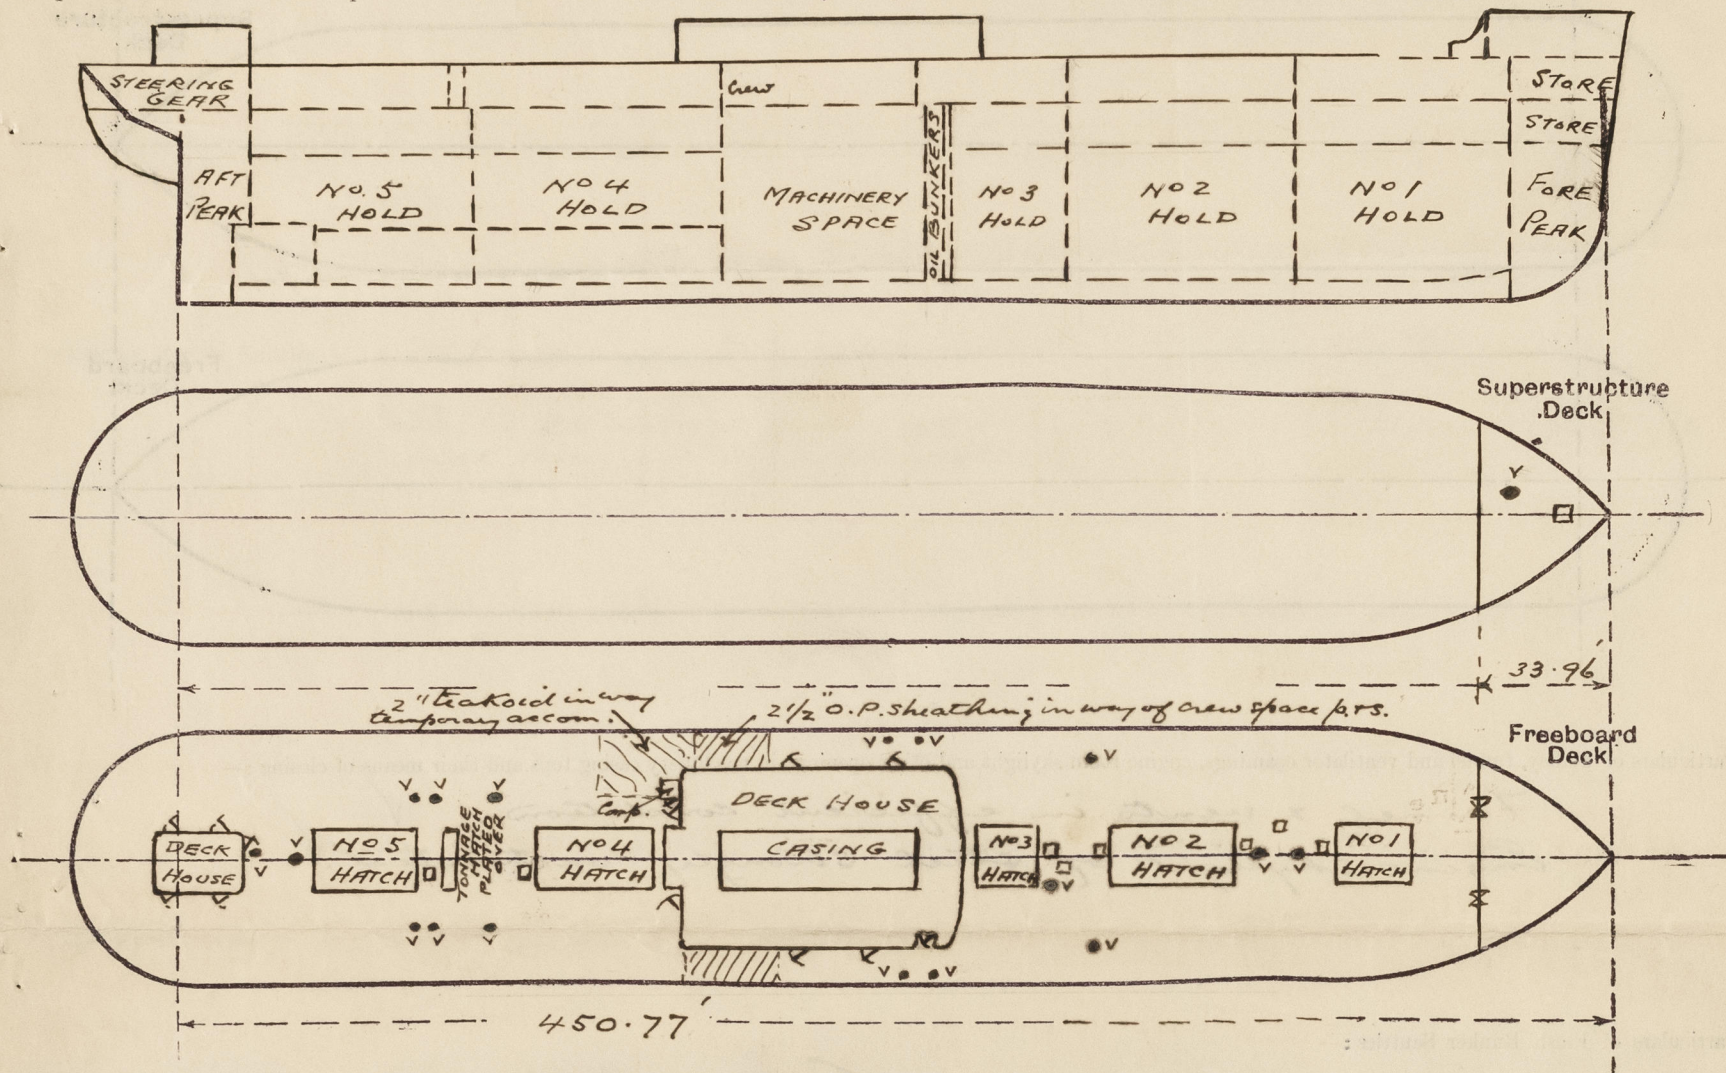 STEERING
GEAR
Crew
STORE
STORE
AFT
PEAK
No. 5
HOLD
No 4
HOLD
MACHINERY
SPACE
OIL BUNKERS
No 3
HOLD
No 2
HOLD
No 1
HOLD
FORE
PEAK
Superstructure
Deck
V
33.96'
2" teakoid in way
temporary accom.
2 1/2" O.P. sheathing in way of crew space p. & s.
Freeboard
Deck
V V V
DECK HOUSE
Comp.
V V V
DECK
HOUSE
V V
No 5
HATCH
TONNAGE
HATCH
PLATED
OVER
No 4
HATCH
CASING
No 3
HATCH
V
No 2
HATCH
V V
No 1
HATCH
V V V
V V V
450.77'